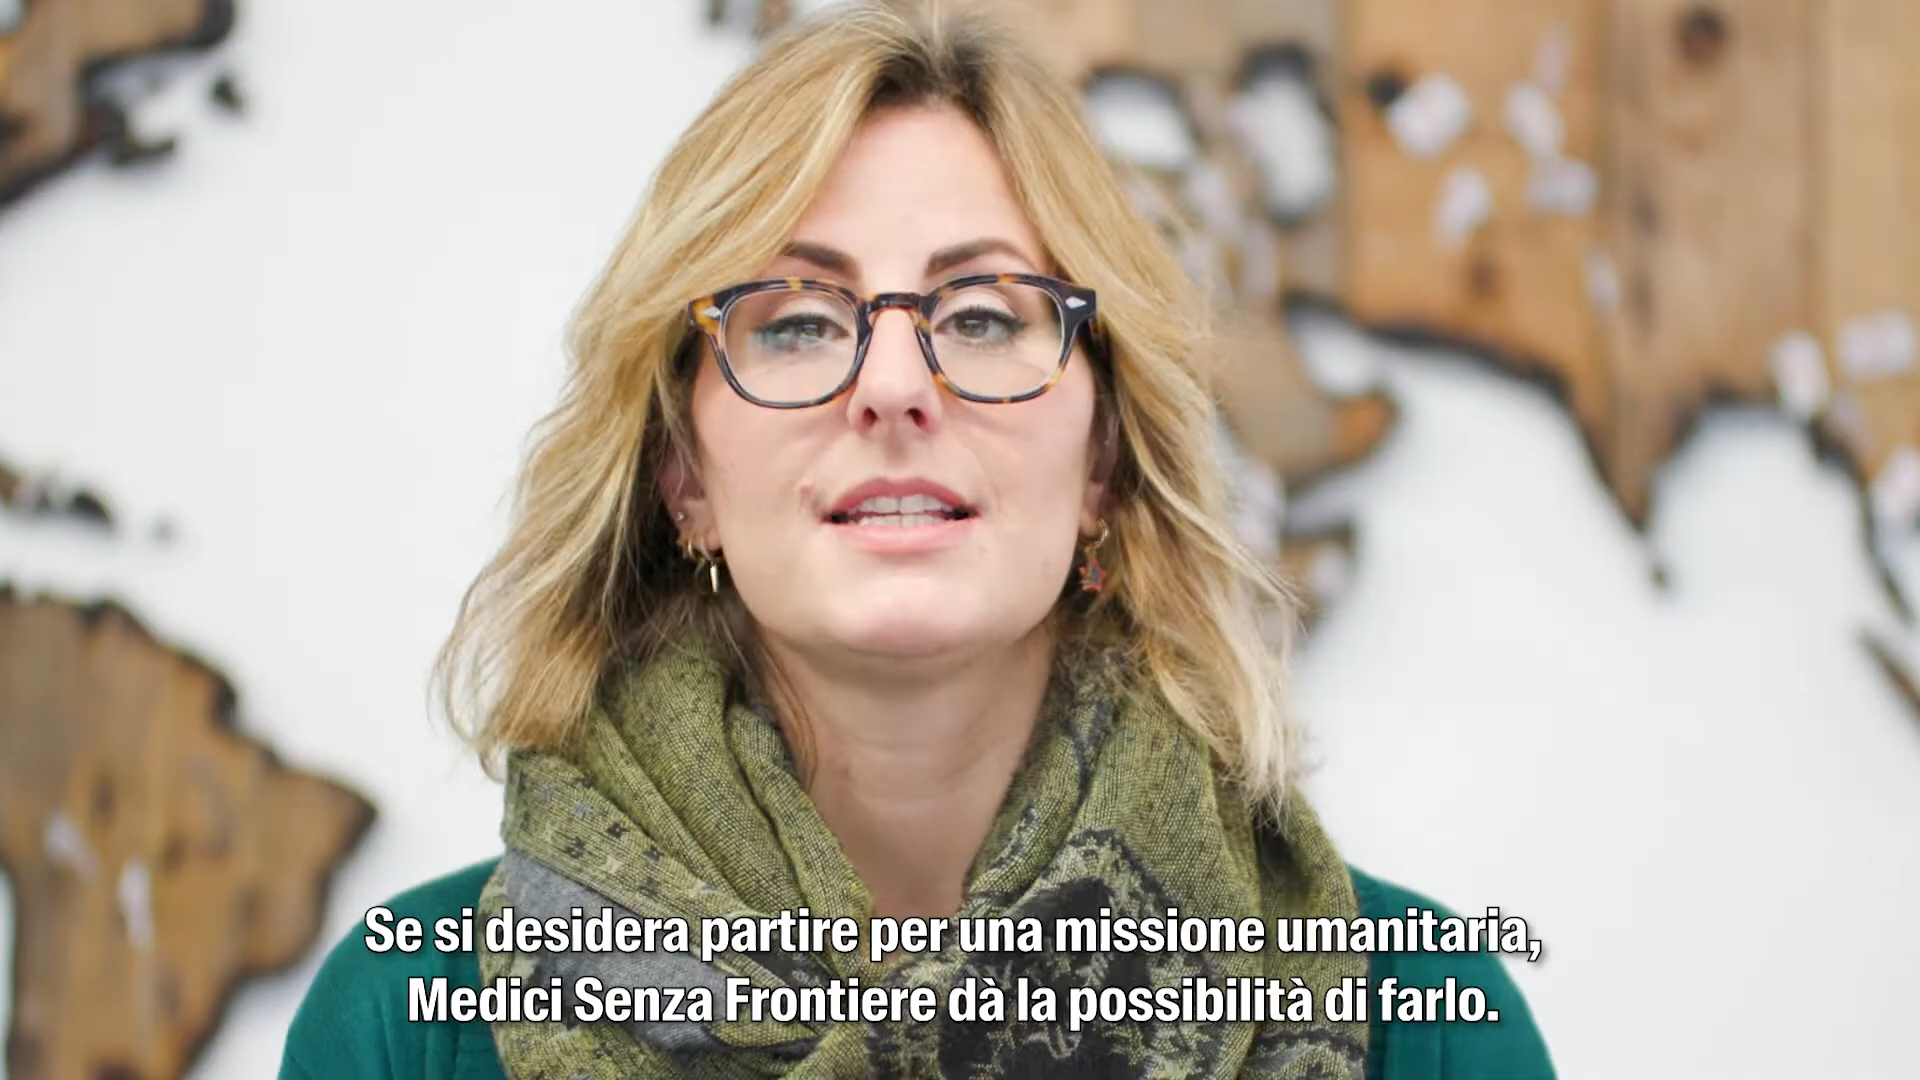 Se si desidera partire per una missione umanitaria,
Medici Senza Frontiere dà la possibilità di farlo.